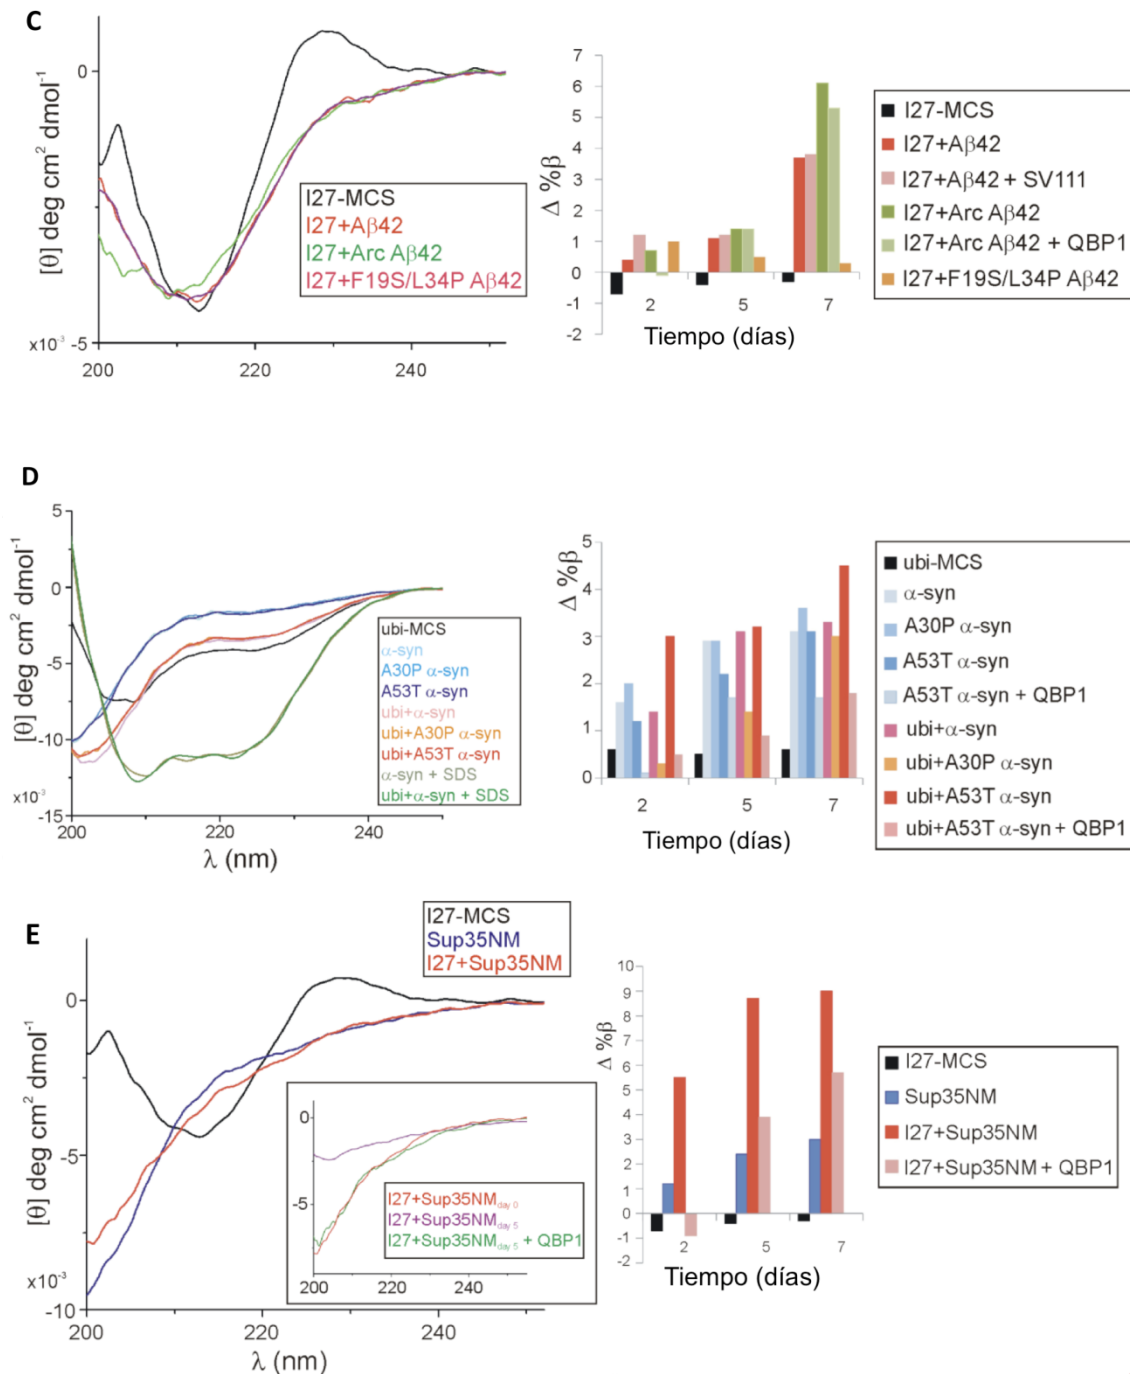 C
[θ] deg cm² dmol⁻¹
0
-5
x10⁻³
200
220
240
I27-MCS
I27+Aβ42
I27+Arc Aβ42
I27+F19S/L34P Aβ42
Δ %β
7
6
5
4
3
2
1
0
-1
-2
2
5
7
Tiempo (días)
I27-MCS
I27+Aβ42
I27+Aβ42 + SV111
I27+Arc Aβ42
I27+Arc Aβ42 + QBP1
I27+F19S/L34P Aβ42
D
[θ] deg cm² dmol⁻¹
5
0
-5
-10
x10⁻³
-15
200
220
240
λ (nm)
ubi-MCS
α-syn
A30P α-syn
A53T α-syn
ubi+α-syn
ubi+A30P α-syn
ubi+A53T α-syn
α-syn + SDS
ubi+α-syn + SDS
Δ %β
5
4
3
2
1
0
2
5
7
Tiempo (días)
ubi-MCS
α-syn
A30P α-syn
A53T α-syn
A53T α-syn + QBP1
ubi+α-syn
ubi+A30P α-syn
ubi+A53T α-syn
ubi+A53T α-syn + QBP1
E
I27-MCS
Sup35NM
I27+Sup35NM
[θ] deg cm² dmol⁻¹
0
-5
x10⁻³
-10
200
220
240
λ (nm)
0
-5
200
220
240
I27+Sup35NM day 0
I27+Sup35NM day 5
I27+Sup35NM day 5 + QBP1
Δ %β
10
9
8
7
6
5
4
3
2
1
0
-1
-2
2
5
7
Tiempo (días)
I27-MCS
Sup35NM
I27+Sup35NM
I27+Sup35NM + QBP1